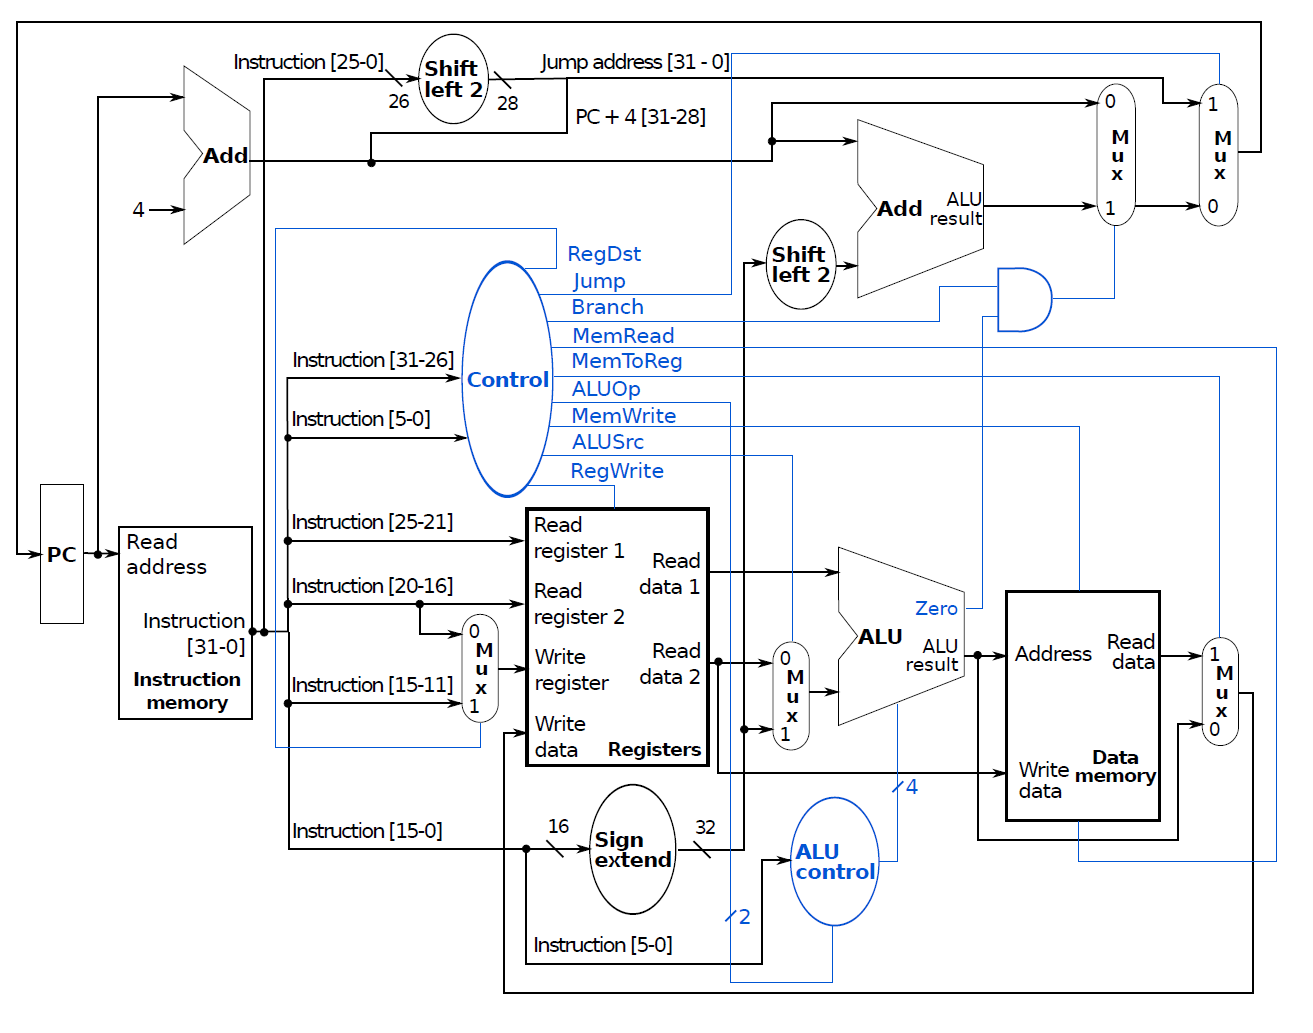 Instruction [25-0]
26
Shift
left 2
28
Jump address [31 - 0]
PC + 4 [31-28]
Add
4
0
M
u
x
1
1
M
u
x
0
Add
ALU
result
Shift
left 2
RegDst
Jump
Branch
MemRead
MemToReg
ALUOp
MemWrite
ALUSrc
RegWrite
Control
Instruction [31-26]
Instruction [5-0]
Instruction [25-21]
Instruction [20-16]
Instruction [15-11]
Instruction [15-0]
PC
Read
address
Instruction
[31-0]
Instruction
memory
0
M
u
x
1
Read
register 1
Read
register 2
Write
register
Write
data
Read
data 1
Read
data 2
Registers
0
M
u
x
1
Zero
ALU
ALU
result
4
Address
Read
data
Write
data
Data
memory
1
M
u
x
0
16
Sign
extend
32
ALU
control
2
Instruction [5-0]